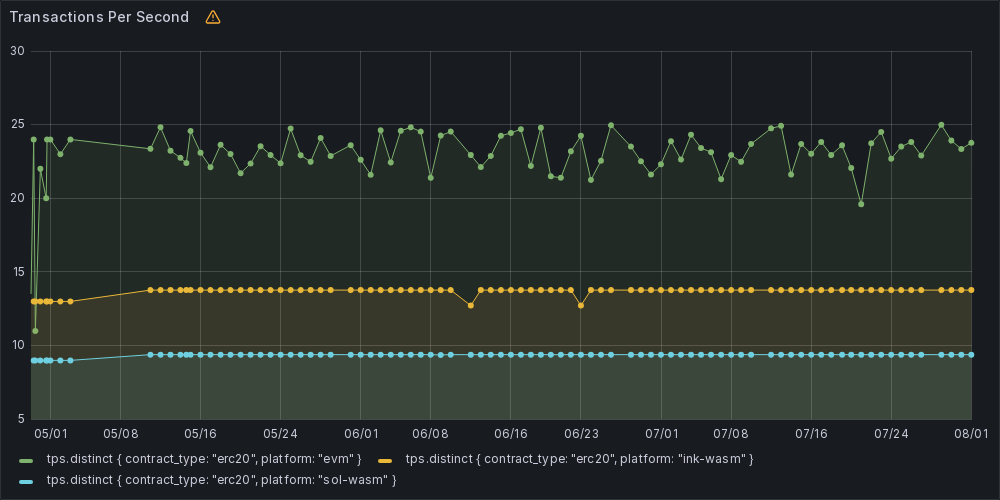 Transactions Per Second
30
25
20
15
10
5
05/01 05/08 05/16 05/24 06/01 06/08 06/16 06/23 07/01 07/08 07/16 07/24 08/01
tps.distinct { contract_type: "erc20", platform: "evm" } tps.distinct { contract_type: "erc20", platform: "ink-wasm" }
tps.distinct { contract_type: "erc20", platform: "sol-wasm" }